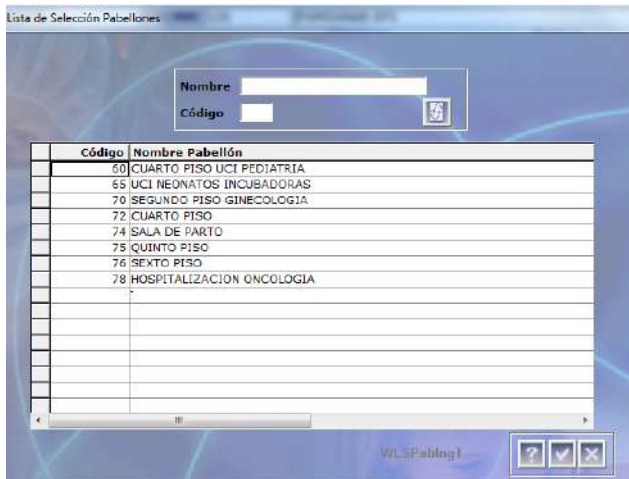 Lista de Selección Pabellones
Nombre
Código
Código Nombre Pabellón
60 CUARTO PISO UCI PEDIATRIA
65 UCI NEONATOS INCUBADORAS
70 SEGUNDO PISO GINECOLOGIA
72 CUARTO PISO
74 SALA DE PARTO
75 QUINTO PISO
76 SEXTO PISO
78 HOSPITALIZACION ONCOLOGIA
?